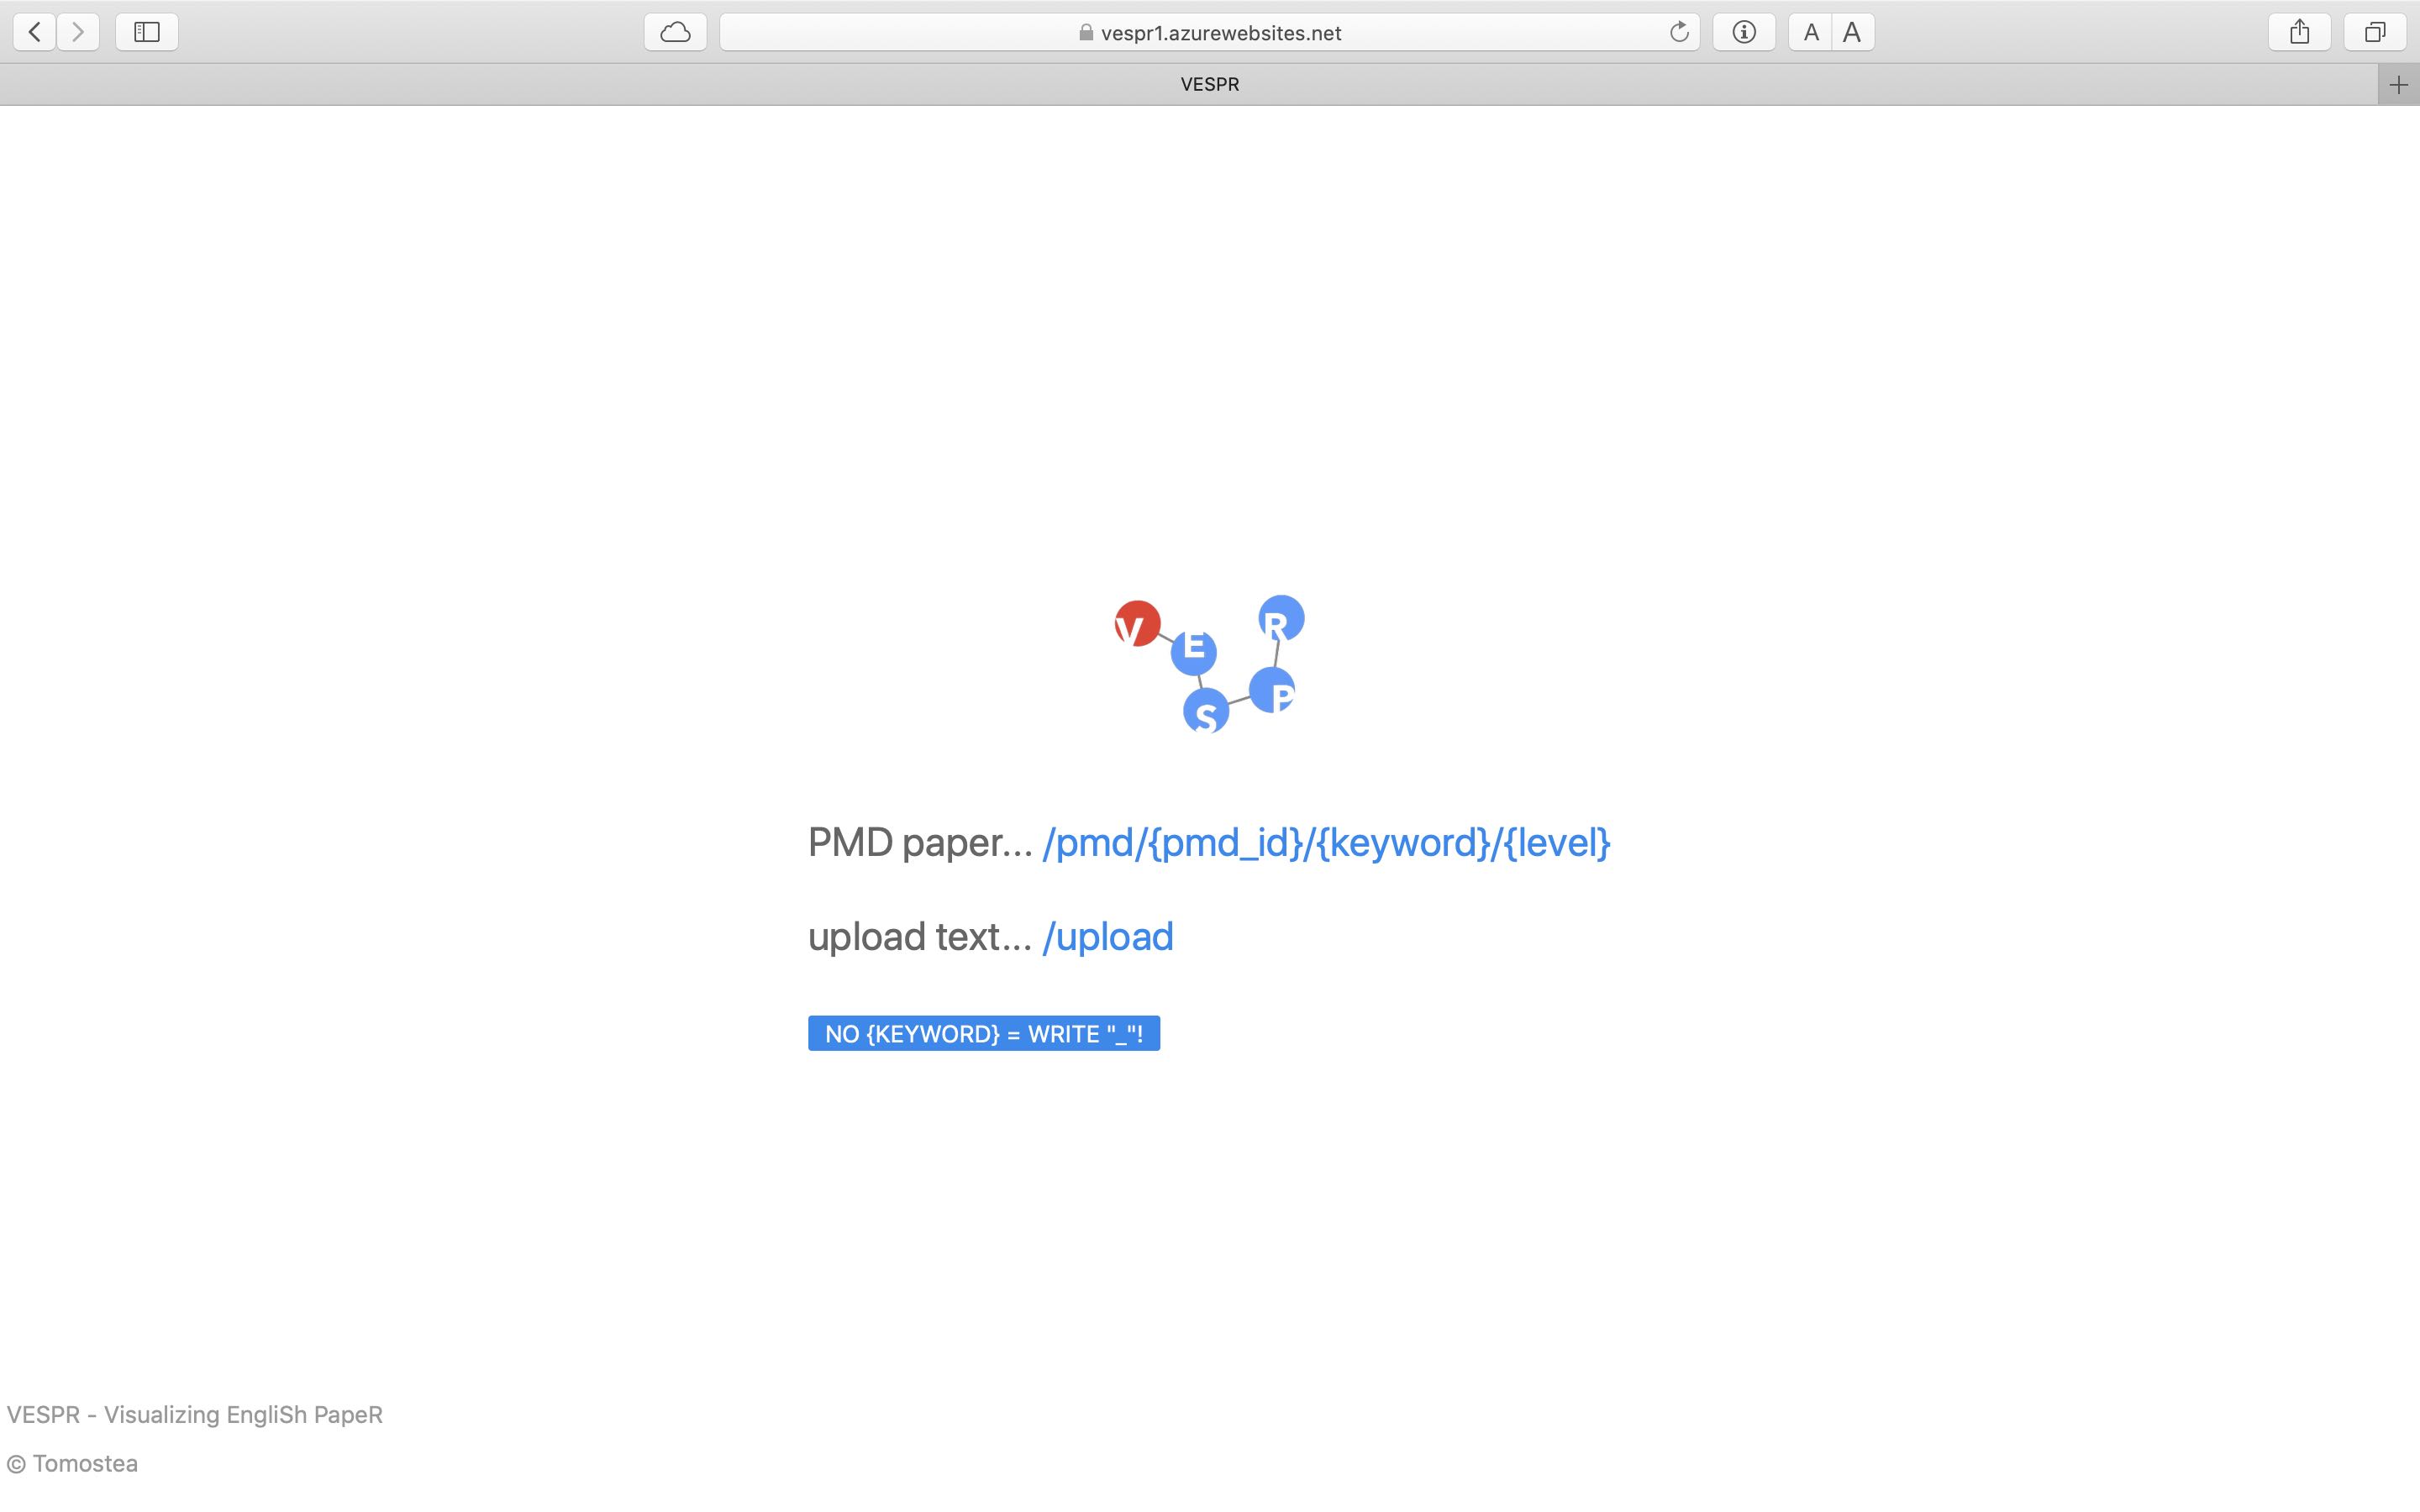 vespr1.azurewebsites.net
A A
VESPR
V E S P R
PMD paper... /pmd/{pmd_id}/{keyword}/{level}
upload text... /upload
NO {KEYWORD} = WRITE "_"!
VESPR - Visualizing EngliSh PapeR
© Tomostea